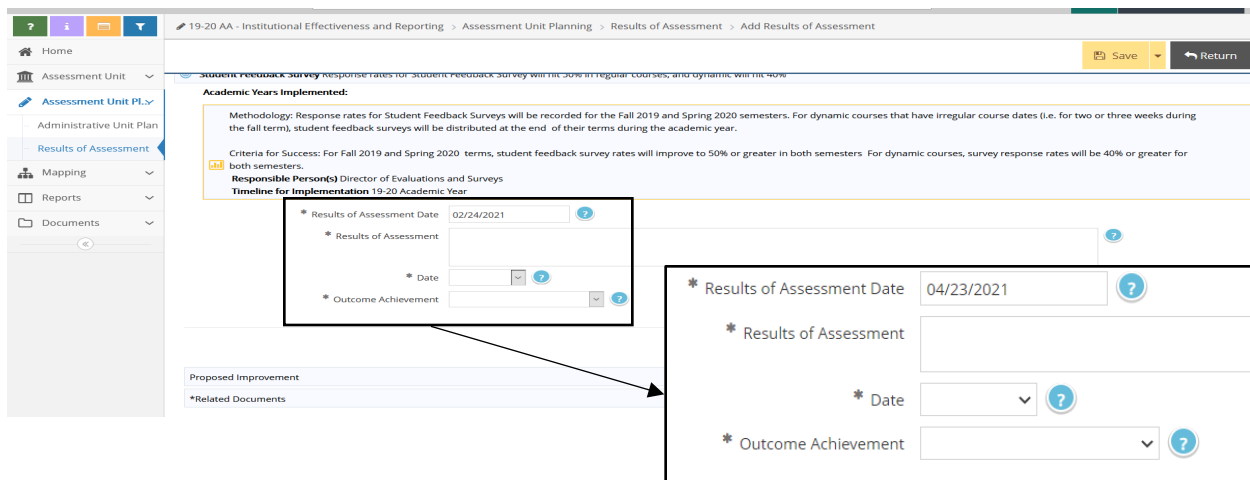 ? i
19-20 AA - Institutional Effectiveness and Reporting > Assessment Unit Planning > Results of Assessment > Add Results of Assessment
Home
Save Return
Assessment Unit
Student Feedback Survey Response rates for Student Feedback Survey will hit 50% in regular courses, and dynamic will hit 40%
Assessment Unit Pl...
Administrative Unit Plan
Results of Assessment
Mapping
Reports
Documents
Academic Years Implemented:
Methodology: Response rates for Student Feedback Surveys will be recorded for the Fall 2019 and Spring 2020 semesters. For dynamic courses that have irregular course dates (i.e. for two or three weeks during
the fall term), student feedback surveys will be distributed at the end of their terms during the academic year.
Criteria for Success: For Fall 2019 and Spring 2020 terms, student feedback survey rates will improve to 50% or greater in both semesters For dynamic courses, survey response rates will be 40% or greater for
both semesters.
Responsible Person(s) Director of Evaluations and Surveys
Timeline for Implementation 19-20 Academic Year
* Results of Assessment Date 02/24/2021 ?
* Results of Assessment ?
* Date ?
* Outcome Achievement ?
Proposed Improvement
*Related Documents
* Results of Assessment Date 04/23/2021 ?
* Results of Assessment
* Date ?
* Outcome Achievement ?